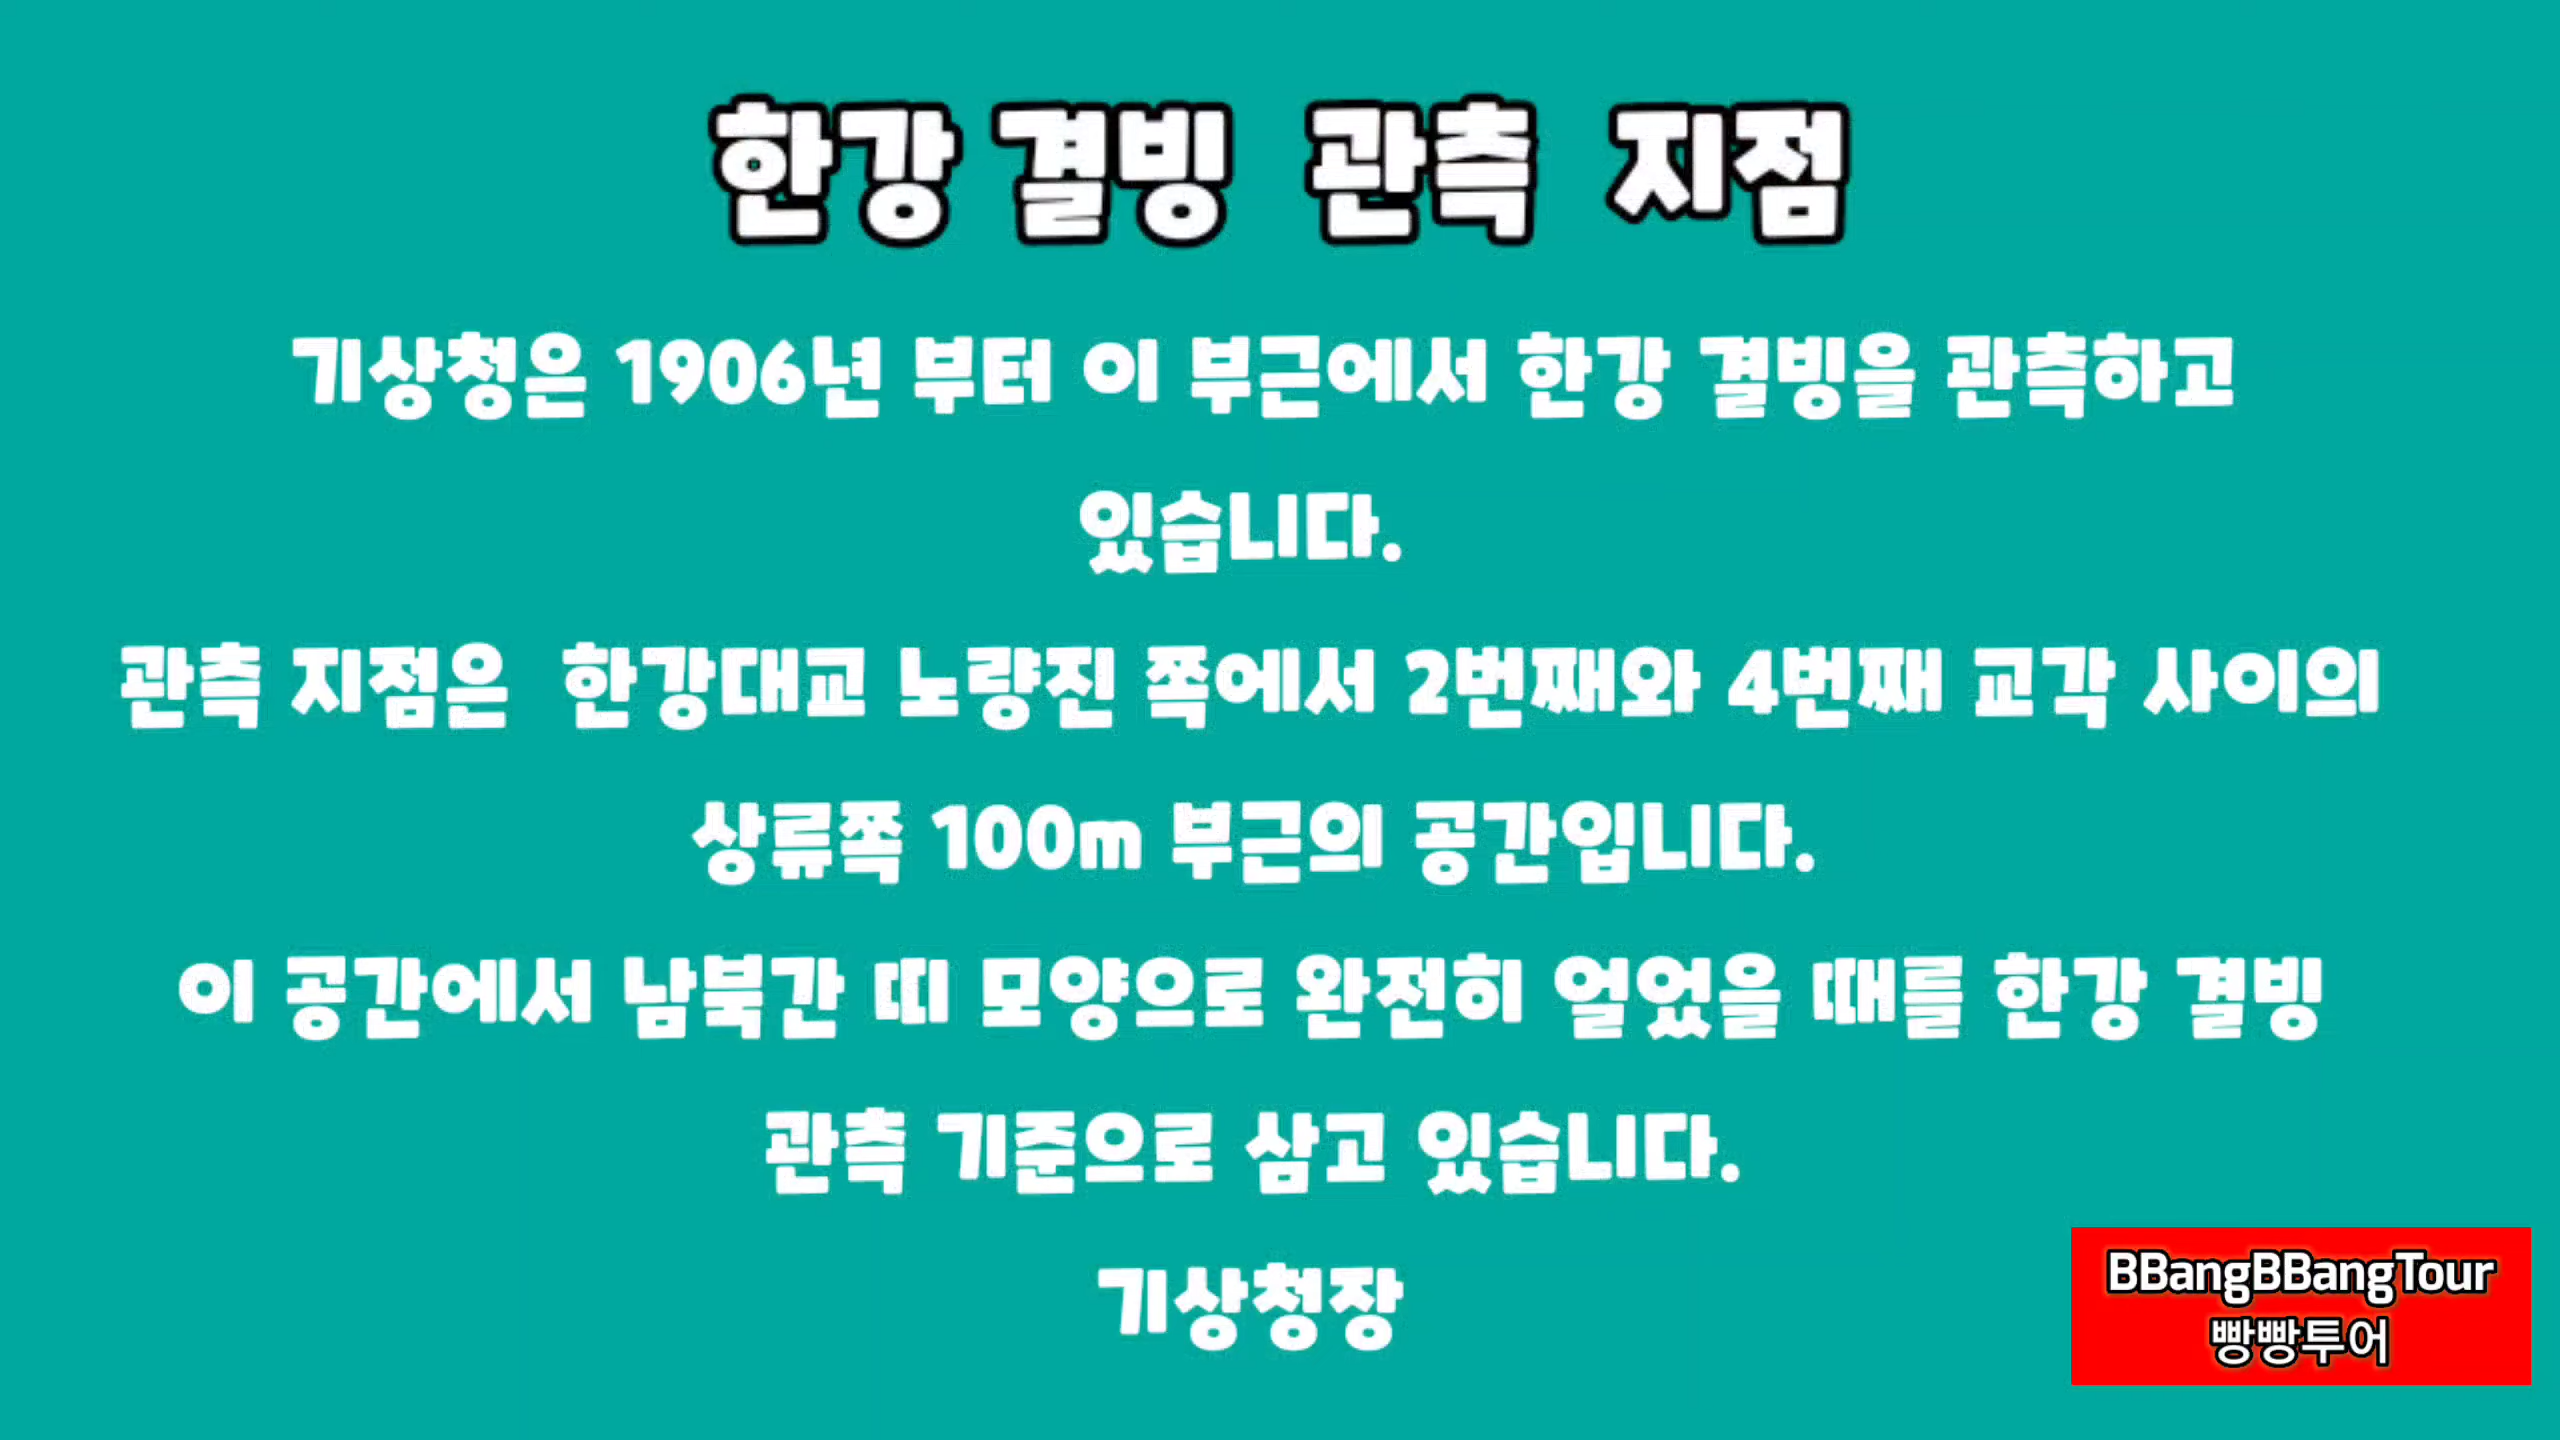 한강 결빙 관측 지점
기상청은 1906년 부터 이 부근에서 한강 결빙을 관측하고
있습니다.
관측 지점은 한강대교 노량진 쪽에서 2번째와 4번째 교각 사이의
상류쪽 100m 부근의 공간입니다.
이 공간에서 남북간 띠 모양으로 완전히 얼었을 때를 한강 결빙
관측 기준으로 삼고 있습니다.
기상청장
BBangBBangTour
빵빵투어